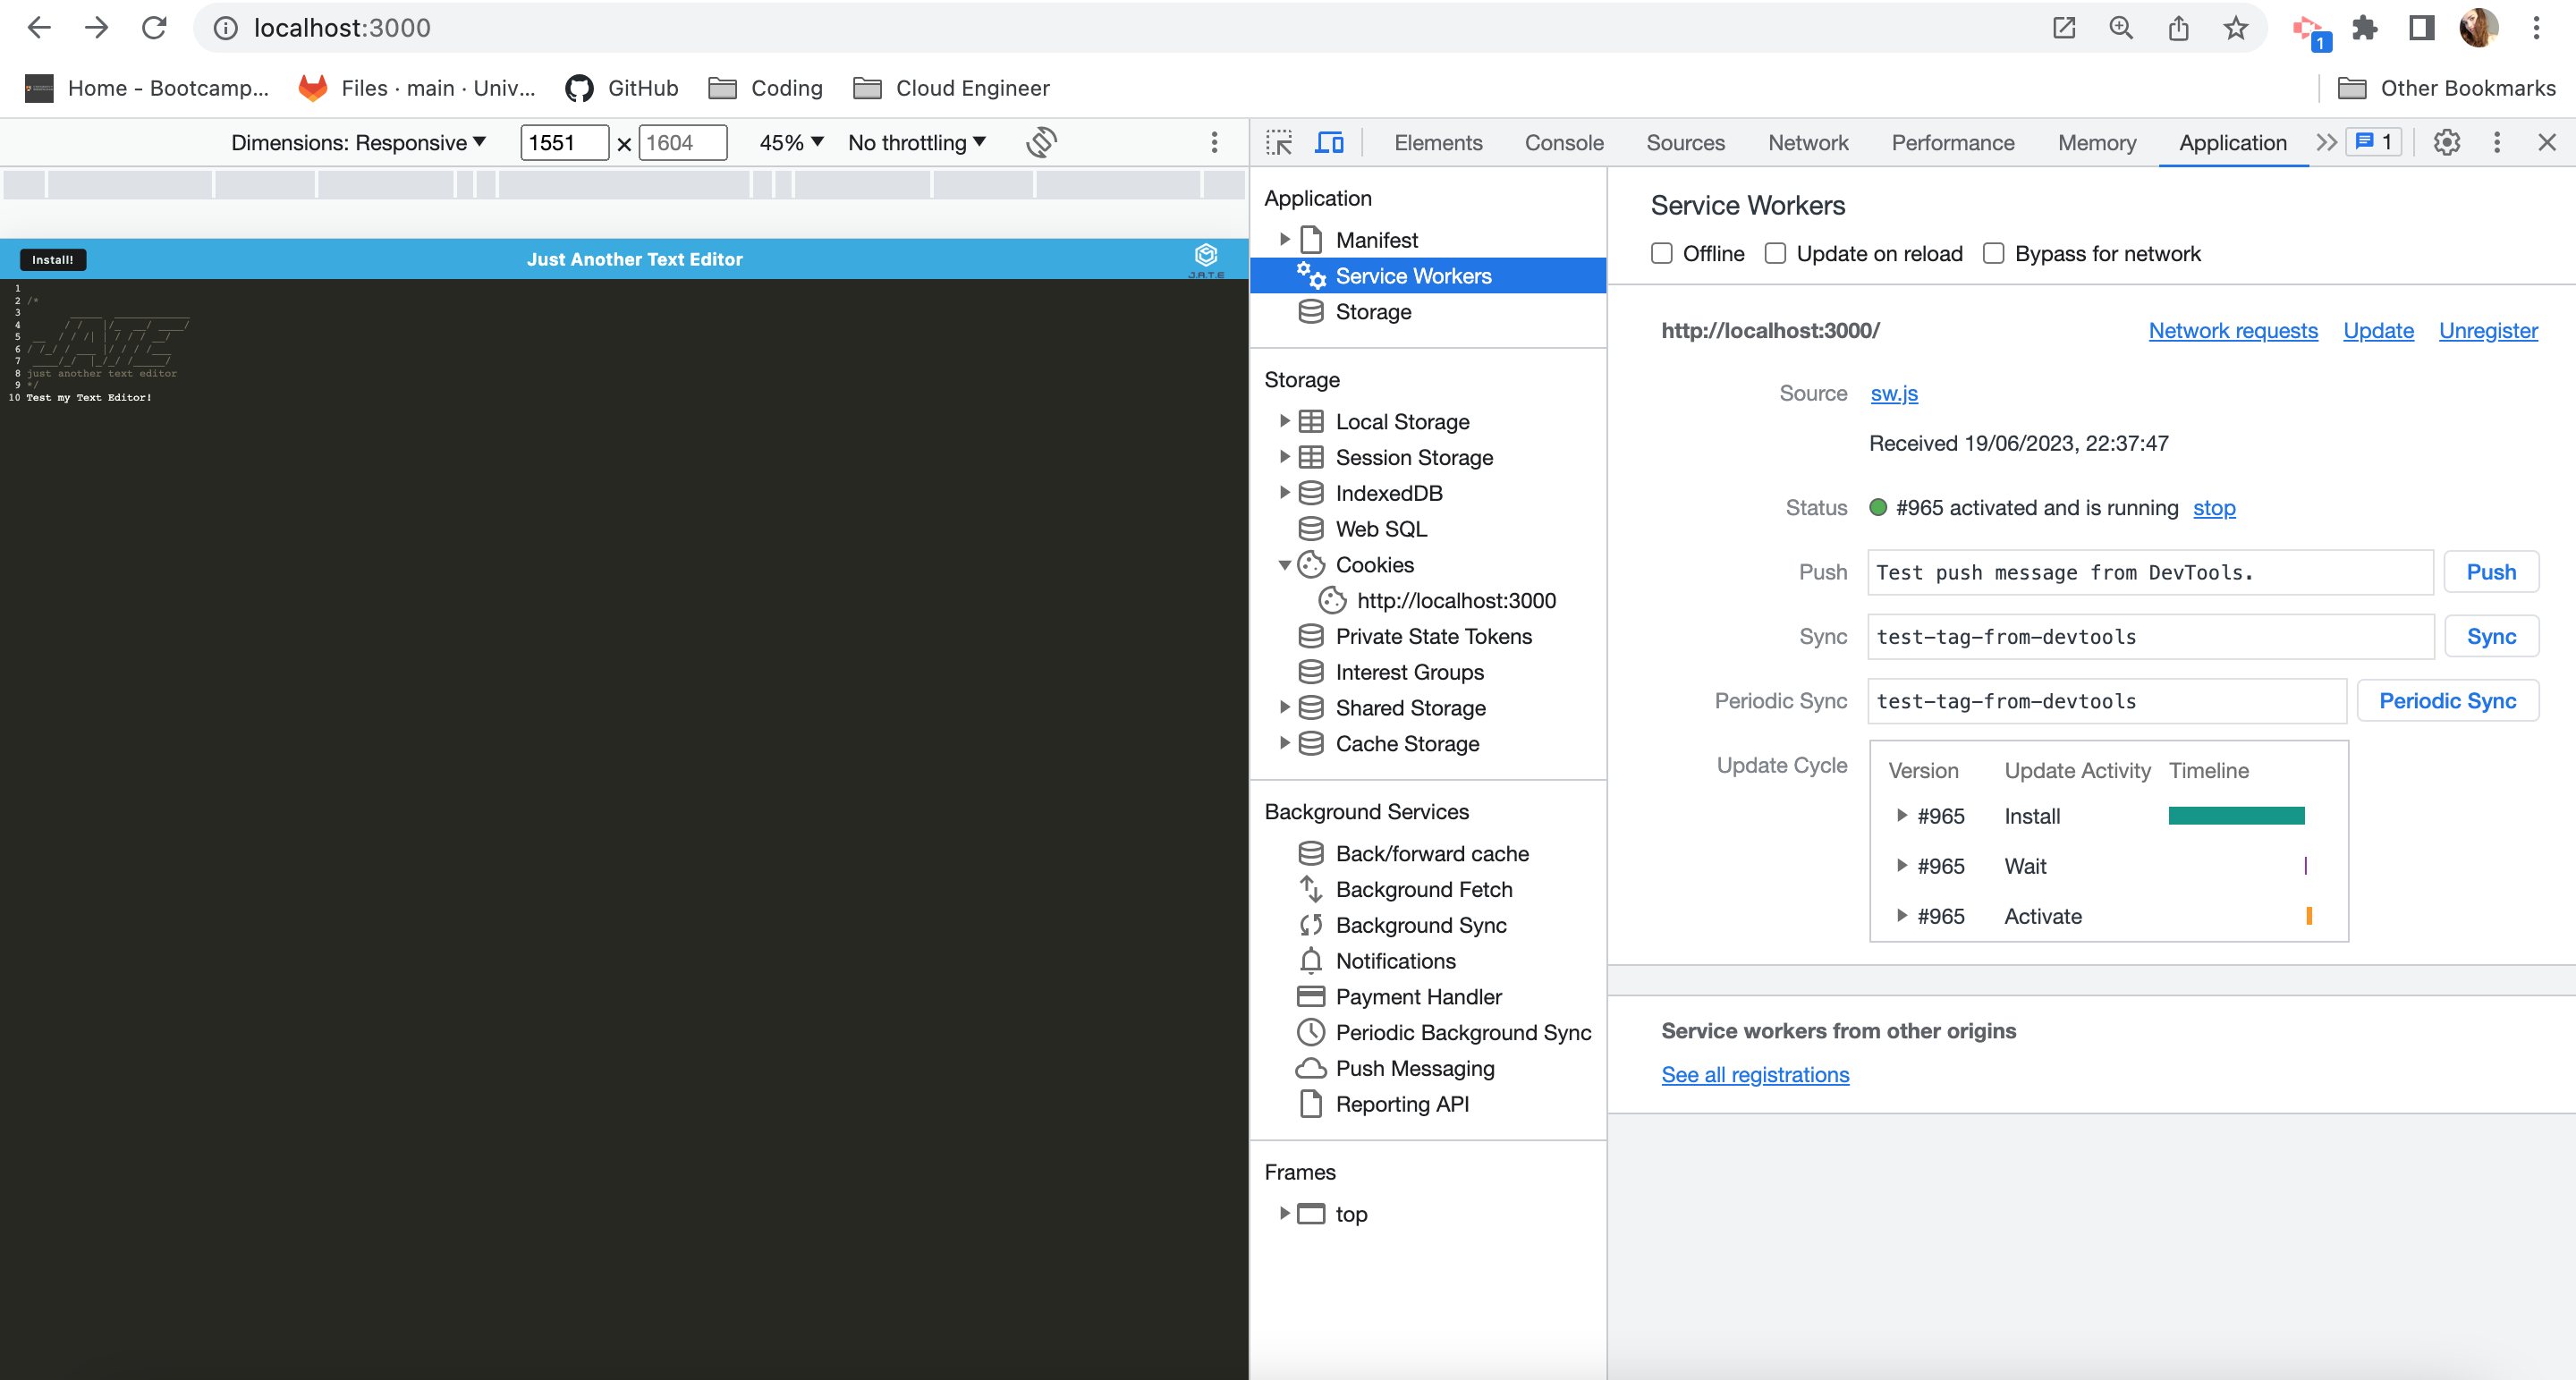 localhost:3000
1
Home - Bootcamp...
Files · main · Univ...
GitHub
Coding
Cloud Engineer
Other Bookmarks
Dimensions: Responsive
1551 × 1604
45%
No throttling
Elements
Console
Sources
Network
Performance
Memory
Application
1
Install!
Just Another Text Editor
J.A.T.E
1
2 /*
3
4
5
6
7
8 just another text editor
9 */
10 Test my Text Editor!
Application
Manifest
Service Workers
Storage
Storage
Local Storage
Session Storage
IndexedDB
Web SQL
Cookies
http://localhost:3000
Private State Tokens
Interest Groups
Shared Storage
Cache Storage
Background Services
Back/forward cache
Background Fetch
Background Sync
Notifications
Payment Handler
Periodic Background Sync
Push Messaging
Reporting API
Frames
top
Service Workers
Offline
Update on reload
Bypass for network
http://localhost:3000/
Network requests
Update
Unregister
Source sw.js
Received 19/06/2023, 22:37:47
Status #965 activated and is running stop
Push Test push message from DevTools. Push
Sync test-tag-from-devtools Sync
Periodic Sync test-tag-from-devtools Periodic Sync
Update Cycle
Version Update Activity Timeline
#965 Install
#965 Wait
#965 Activate
Service workers from other origins
See all registrations